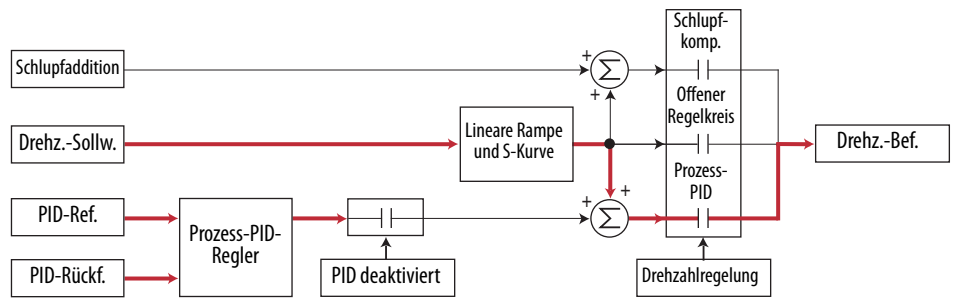 Schlupf-
komp.
Schlupfaddition
+
Σ
+
Offener
Regelkreis
Drehz.-Sollw.
Lineare Rampe
und S-Kurve
Drehz.-Bef.
Prozess-
PID
PID-Ref.
+
+
Σ
Prozess-PID-
Regler
PID-Rückf.
PID deaktiviert
Drehzahlregelung